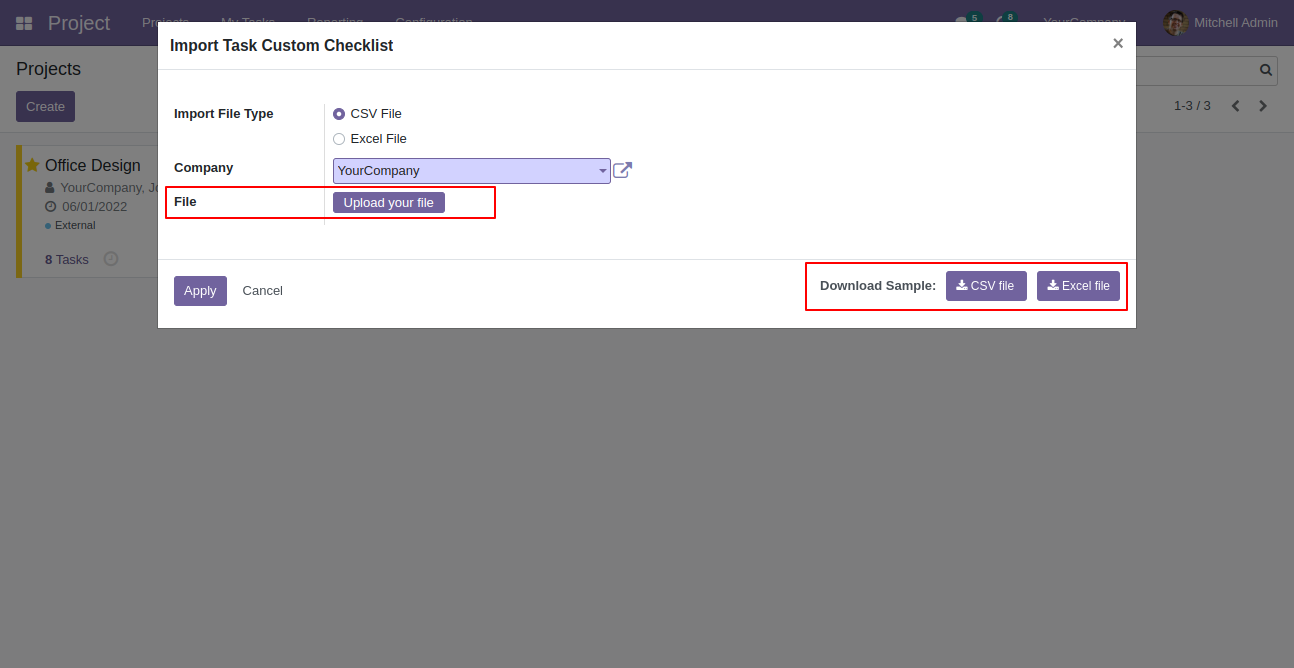 Project
Projects My Tasks Reporting Configuration 5 8 YourCompany Mitchell Admin
Import Task Custom Checklist ×
Projects
Create
1-3 / 3
Import File Type
CSV File
Excel File
Company
YourCompany
File
Upload your file
Office Design
YourCompany,
06/01/2022
External
8 Tasks
Apply
Cancel
Download Sample:
CSV file
Excel file